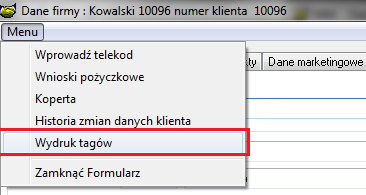 Dane firmy : Kowalski 10096 numer klienta 10096
Menu
Wprowadź telekod
Wnioski pożyczkowe
Dane marketingowe
Koperta
Historia zmian danych klienta
Wydruk tagów
Zamknąć Formularz